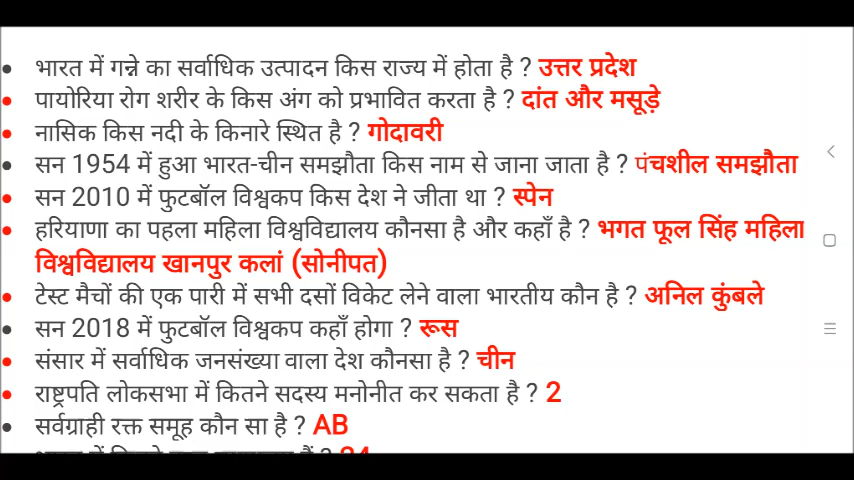 भारत में गन्ने का सर्वाधिक उत्पादन किस राज्य में होता है ? उत्तर प्रदेश
पायोरिया रोग शरीर के किस अंग को प्रभावित करता है ? दांत और मसूड़े
नासिक किस नदी के किनारे स्थित है ? गोदावरी
सन 1954 में हुआ भारत-चीन समझौता किस नाम से जाना जाता है ? पंचशील समझौता
सन 2010 में फुटबॉल विश्वकप किस देश ने जीता था ? स्पेन
हरियाणा का पहला महिला विश्वविद्यालय कौनसा है और कहाँ है ? भगत फूल सिंह महिला
विश्वविद्यालय खानपुर कलां (सोनीपत)
टेस्ट मैचों की एक पारी में सभी दसों विकेट लेने वाला भारतीय कौन है ? अनिल कुंबले
सन 2018 में फुटबॉल विश्वकप कहाँ होगा ? रूस
संसार में सर्वाधिक जनसंख्या वाला देश कौनसा है ? चीन
राष्ट्रपति लोकसभा में कितने सदस्य मनोनीत कर सकता है ? 2
सर्वग्राही रक्त समूह कौन सा है ? AB